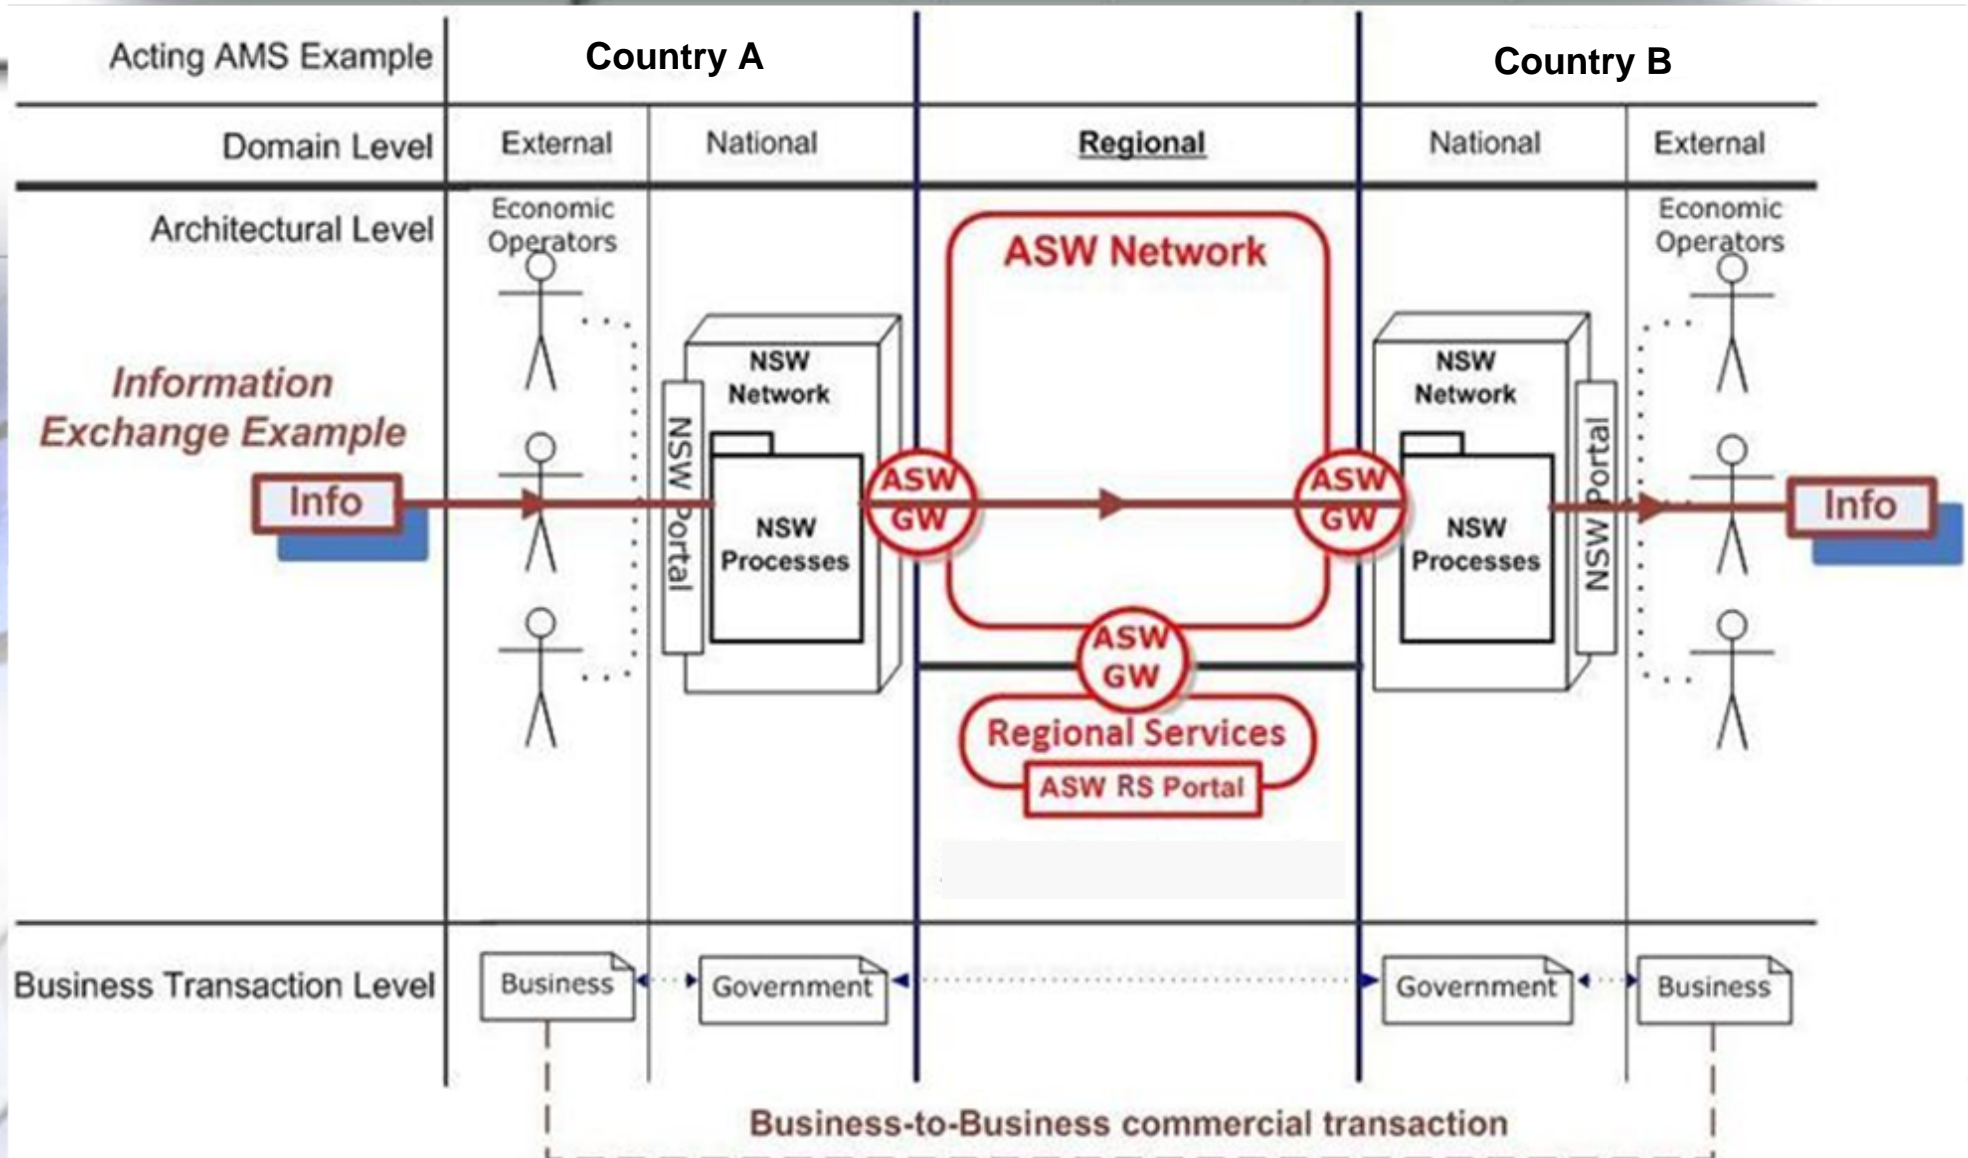 Acting AMS Example
Country A
Country B
Domain Level
External
National
Regional
National
External
Architectural Level
Economic
Operators
ASW Network
Economic
Operators
NSW
Network
NSW
Network
Information
Exchange Example
Info
NSW Portal
NSW
Processes
ASW
GW
ASW
GW
NSW
Processes
NSW Portal
Info
ASW
GW
Regional Services
ASW RS Portal
Business Transaction Level
Business
Government
Government
Business
Business-to-Business commercial transaction